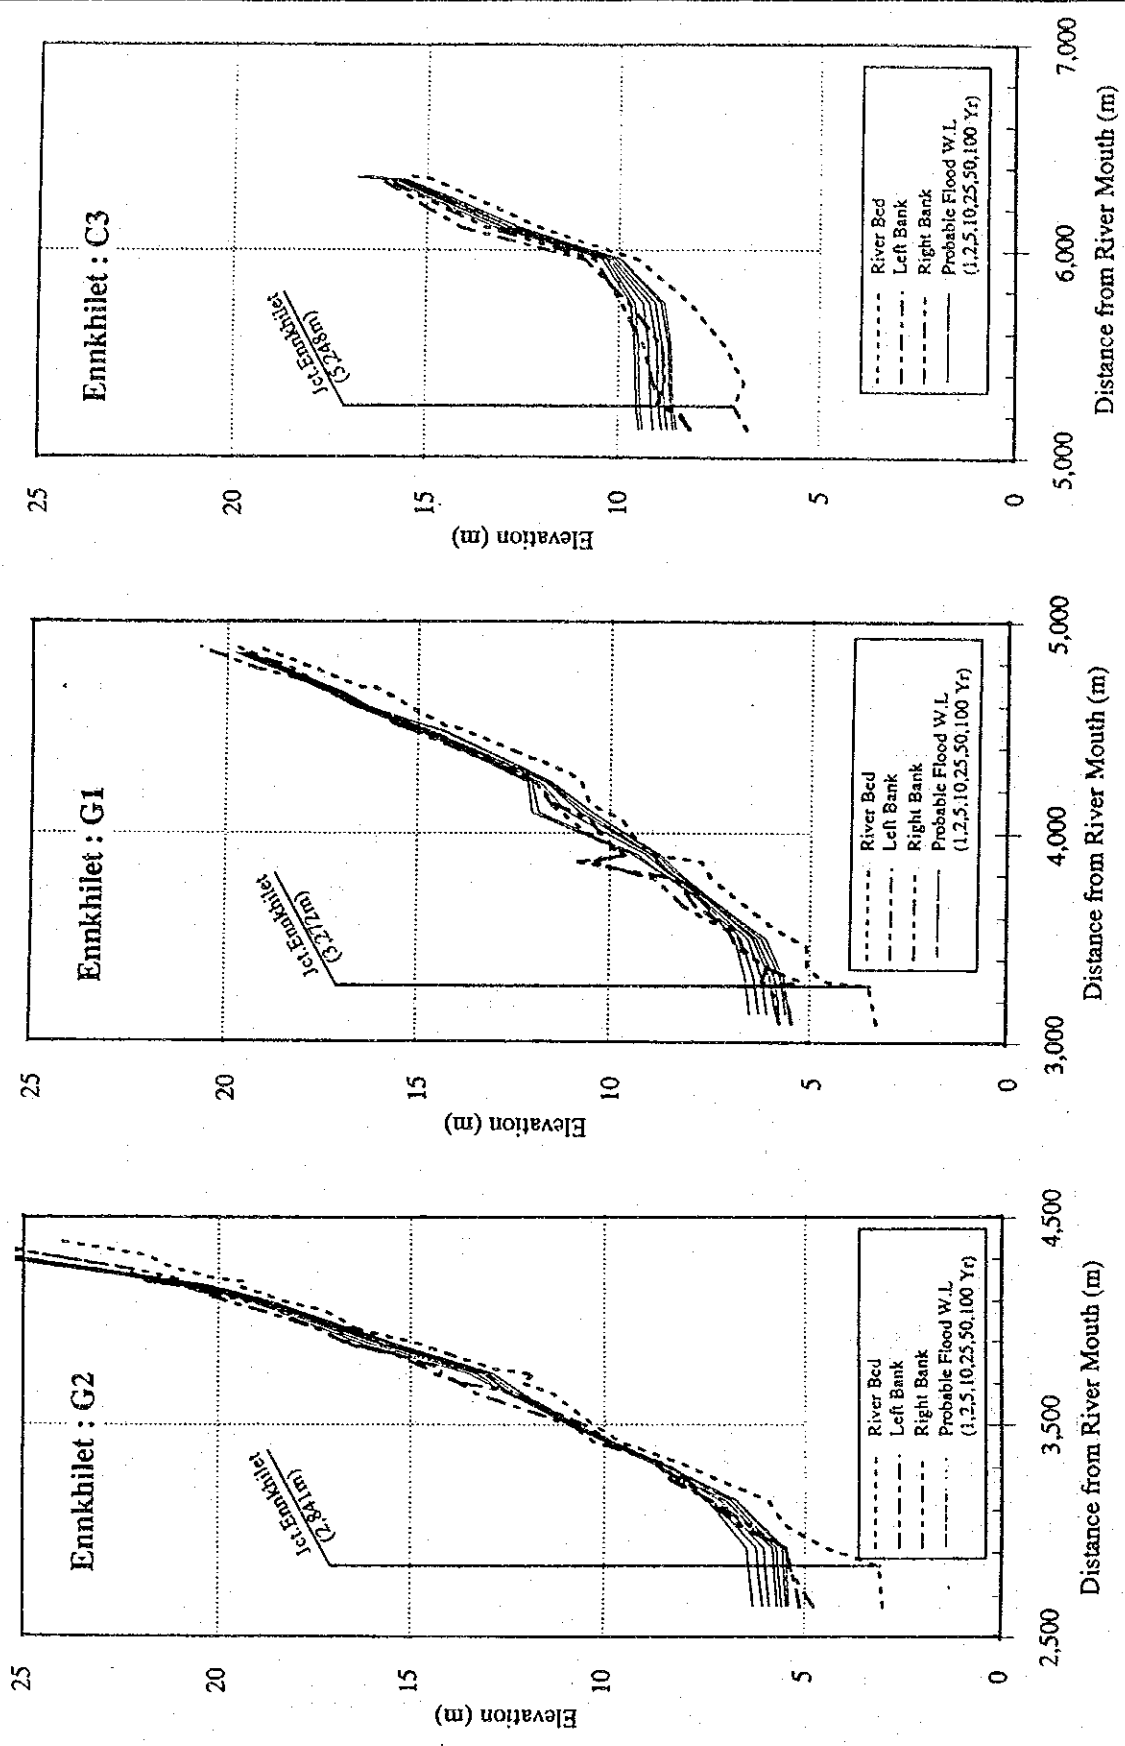 Ennkhilet : G2
Jct.Ennkhilet
(2,841m)
25
20
15
10
5
0
Elevation (m)
2,500
3,500
4,500
Distance from River Mouth (m)
River Bed
Left Bank
Right Bank
Probable Flood W.L
(1,2,5,10,25,50,100 Yr)
Ennkhilet : G1
Jct.Ennkhilet
(3,272m)
25
20
15
10
5
0
Elevation (m)
3,000
4,000
5,000
Distance from River Mouth (m)
River Bed
Left Bank
Right Bank
Probable Flood W.L
(1,2,5,10,25,50,100 Yr)
Ennkhilet : C3
Jct.Ennkhilet
(5,248m)
25
20
15
10
5
0
Elevation (m)
5,000
6,000
7,000
Distance from River Mouth (m)
River Bed
Left Bank
Right Bank
Probable Flood W.L
(1,2,5,10,25,50,100 Yr)